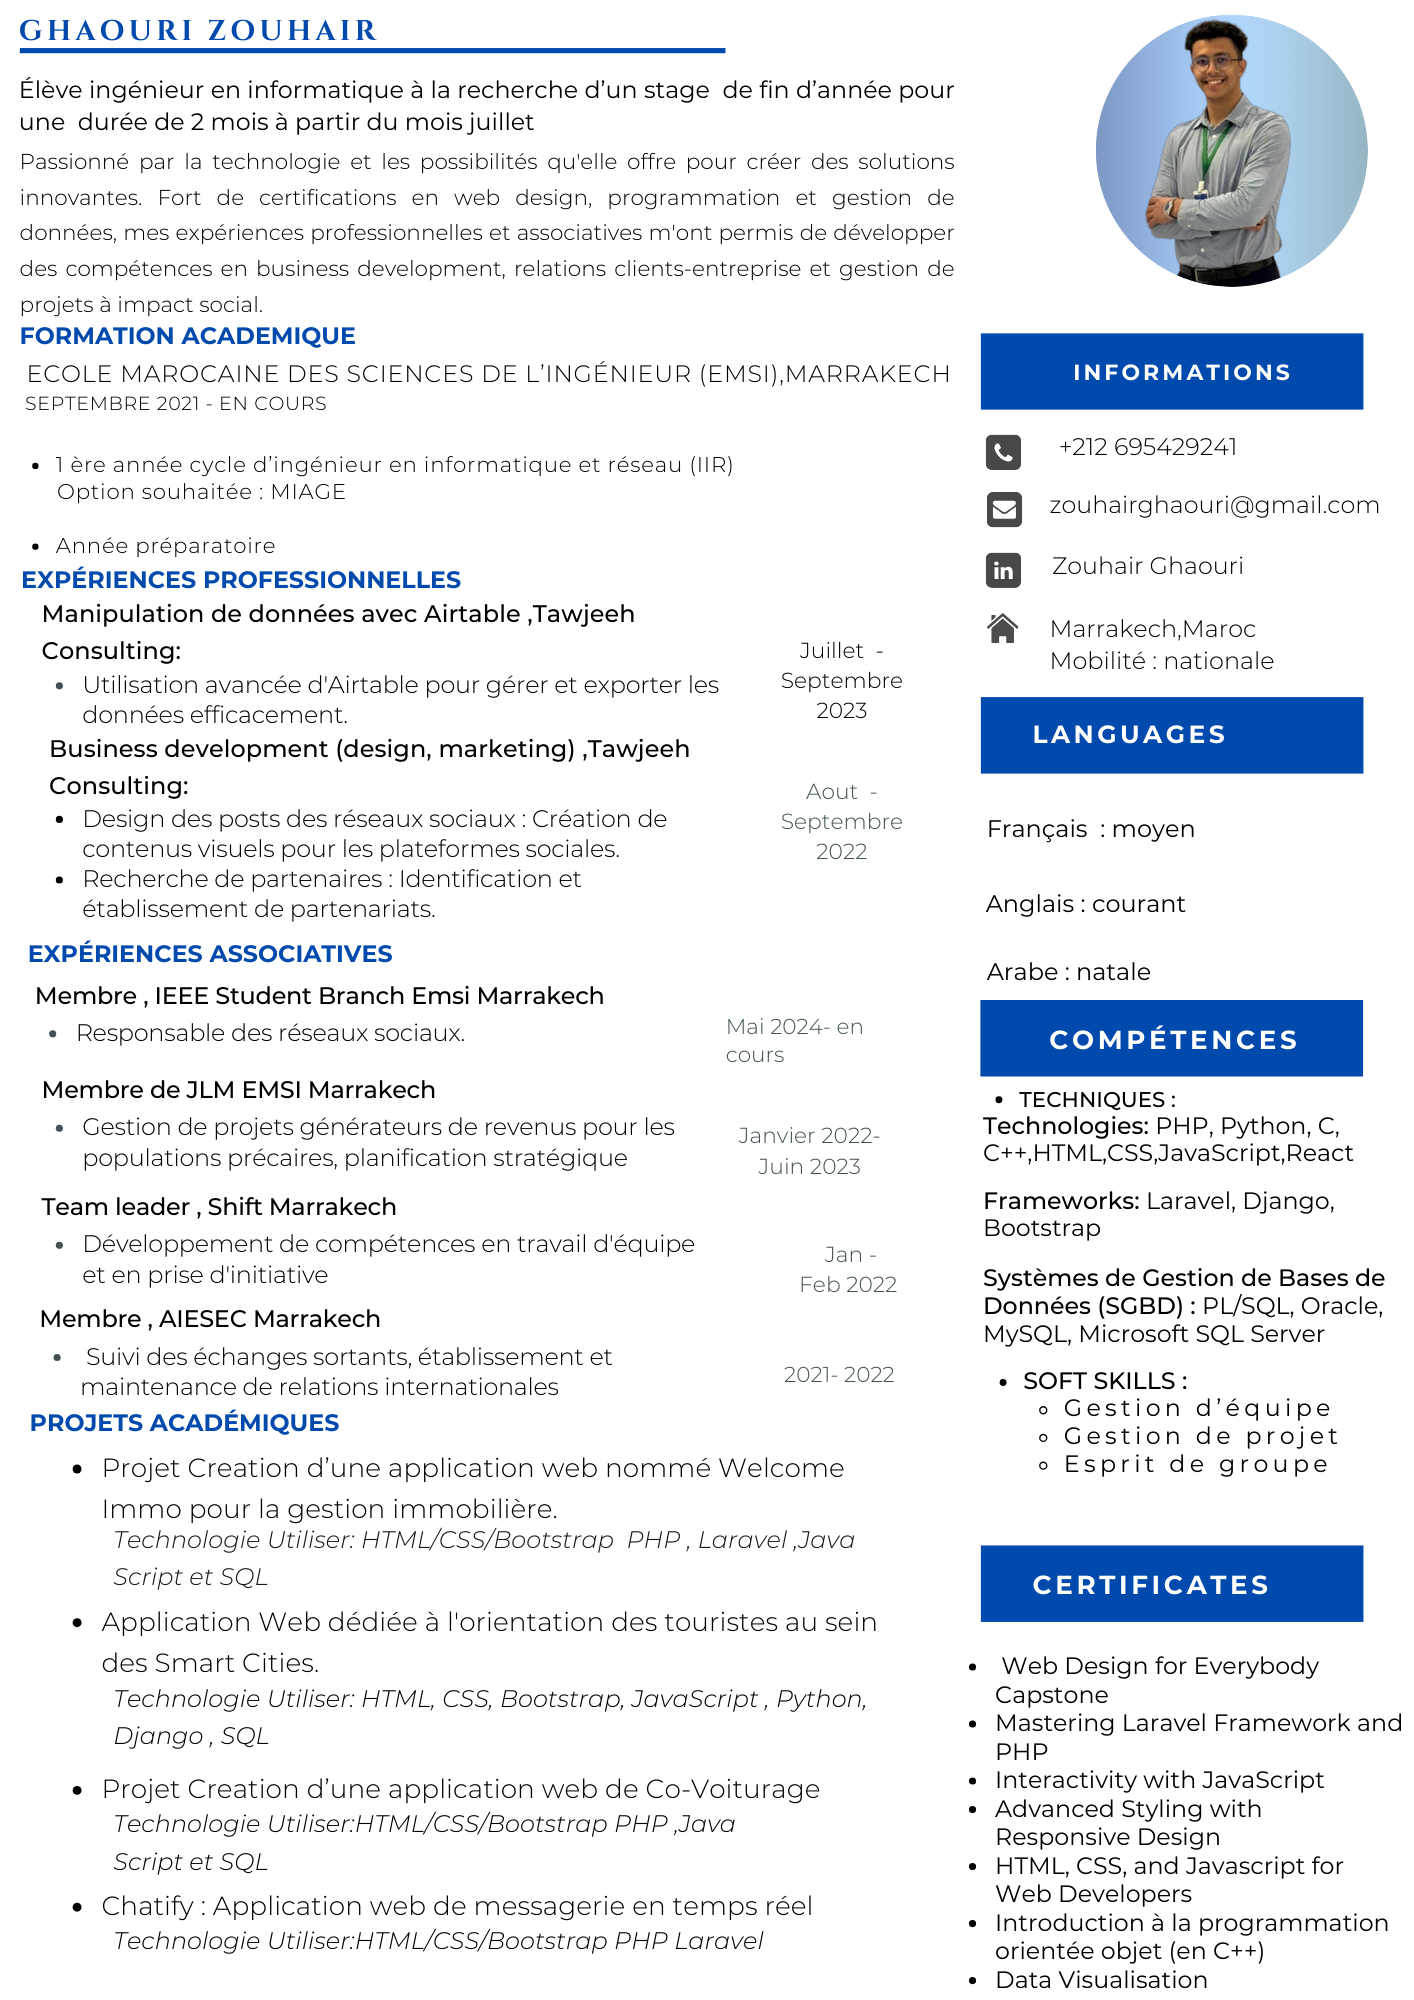 GHAOURI ZOUHAIR
Élève ingénieur en informatique à la recherche d’un stage de fin d’année pour
une durée de 2 mois à partir du mois juillet
Passionné par la technologie et les possibilités qu'elle offre pour créer des solutions
innovantes. Fort de certifications en web design, programmation et gestion de
données, mes expériences professionnelles et associatives m'ont permis de développer
des compétences en business development, relations clients-entreprise et gestion de
projets à impact social.
FORMATION ACADEMIQUE
ECOLE MAROCAINE DES SCIENCES DE L’INGÉNIEUR (EMSI),MARRAKECH
SEPTEMBRE 2021 - EN COURS
• 1 ère année cycle d’ingénieur en informatique et réseau (IIR)
Option souhaitée : MIAGE
• Année préparatoire
EXPÉRIENCES PROFESSIONNELLES
Manipulation de données avec Airtable ,Tawjeeh
Consulting:
• Utilisation avancée d'Airtable pour gérer et exporter les
données efficacement.
Juillet -
Septembre
2023
Business development (design, marketing) ,Tawjeeh
Consulting:
• Design des posts des réseaux sociaux : Création de
contenus visuels pour les plateformes sociales.
• Recherche de partenaires : Identification et
établissement de partenariats.
Aout -
Septembre
2022
EXPÉRIENCES ASSOCIATIVES
Membre , IEEE Student Branch Emsi Marrakech
• Responsable des réseaux sociaux.
Mai 2024- en
cours
Membre de JLM EMSI Marrakech
• Gestion de projets générateurs de revenus pour les
populations précaires, planification stratégique
Janvier 2022-
Juin 2023
Team leader , Shift Marrakech
• Développement de compétences en travail d'équipe
et en prise d'initiative
Jan -
Feb 2022
Membre , AIESEC Marrakech
• Suivi des échanges sortants, établissement et
maintenance de relations internationales
2021- 2022
PROJETS ACADÉMIQUES
• Projet Creation d’une application web nommé Welcome
Immo pour la gestion immobilière.
Technologie Utiliser: HTML/CSS/Bootstrap PHP , Laravel ,Java
Script et SQL
• Application Web dédiée à l'orientation des touristes au sein
des Smart Cities.
Technologie Utiliser: HTML, CSS, Bootstrap, JavaScript , Python,
Django , SQL
• Projet Creation d’une application web de Co-Voiturage
Technologie Utiliser:HTML/CSS/Bootstrap PHP ,Java
Script et SQL
• Chatify : Application web de messagerie en temps réel
Technologie Utiliser:HTML/CSS/Bootstrap PHP Laravel
INFORMATIONS
+212 695429241
zouhairghaouri@gmail.com
in
Zouhair Ghaouri
Marrakech,Maroc
Mobilité : nationale
LANGUAGES
Français : moyen
Anglais : courant
Arabe : natale
COMPÉTENCES
• TECHNIQUES :
Technologies: PHP, Python, C,
C++,HTML,CSS,JavaScript,React
Frameworks: Laravel, Django,
Bootstrap
Systèmes de Gestion de Bases de
Données (SGBD) : PL/SQL, Oracle,
MySQL, Microsoft SQL Server
• SOFT SKILLS :
◦ Gestion d’équipe
◦ Gestion de projet
◦ Esprit de groupe
CERTIFICATES
• Web Design for Everybody
Capstone
• Mastering Laravel Framework and
PHP
• Interactivity with JavaScript
• Advanced Styling with
Responsive Design
• HTML, CSS, and Javascript for
Web Developers
• Introduction à la programmation
orientée objet (en C++)
• Data Visualisation